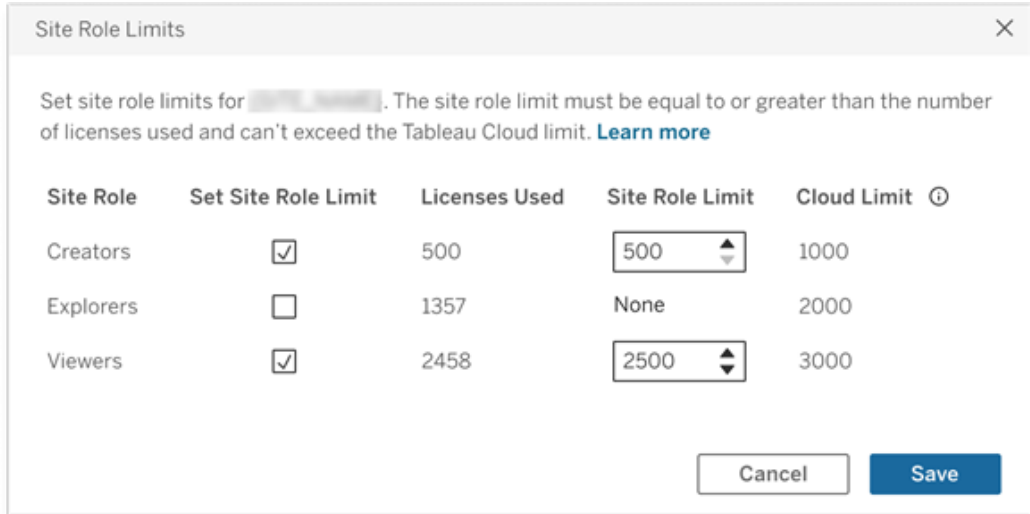 Site Role Limits
Set site role limits for . The site role limit must be equal to or greater than the number
of licenses used and can't exceed the Tableau Cloud limit. Learn more
Site Role Set Site Role Limit Licenses Used Site Role Limit Cloud Limit
Creators 500 500 1000
Explorers 1357 None 2000
Viewers 2458 2500 3000
Cancel Save